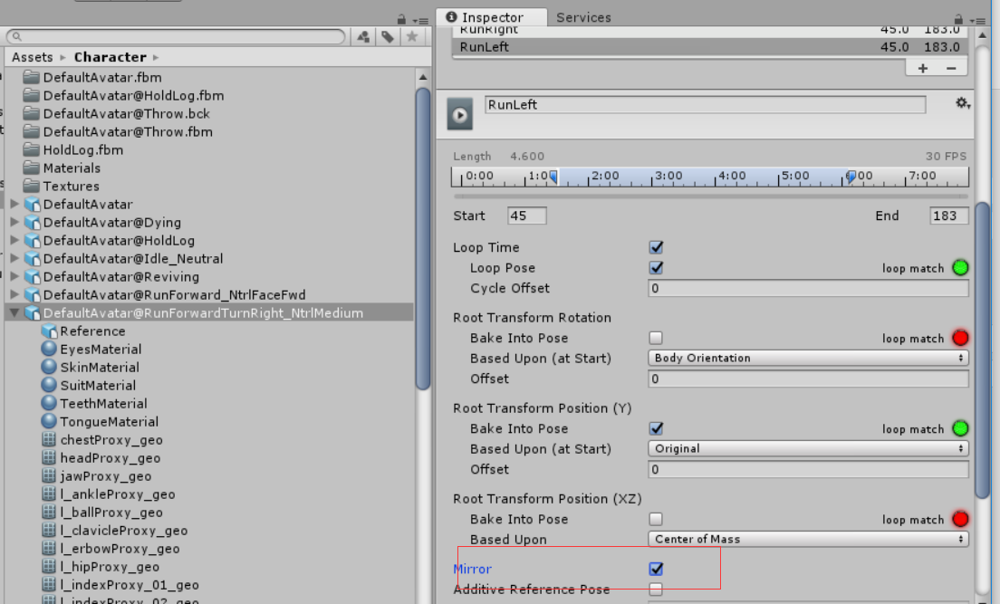 Inspector
Services
Assets
Character
DefaultAvatar.fbm
DefaultAvatar@HoldLog.fbm
DefaultAvatar@Throw.bck
DefaultAvatar@Throw.fbm
HoldLog.fbm
Materials
Textures
DefaultAvatar
DefaultAvatar@Dying
DefaultAvatar@HoldLog
DefaultAvatar@Idle_Neutral
DefaultAvatar@Reviving
DefaultAvatar@RunForward_NtrlFaceFwd
DefaultAvatar@RunForwardTurnRight_NtrlMedium
Reference
EyesMaterial
SkinMaterial
SuitMaterial
TeethMaterial
TongueMaterial
chestProxy_geo
headProxy_geo
jawProxy_geo
l_ankleProxy_geo
l_ballProxy_geo
l_clavicleProxy_geo
l_erbowProxy_geo
l_hipProxy_geo
l_indexProxy_01_geo
l_indexProxy_02_geo
RunRight 45.0 183.0
RunLeft 45.0 183.0
RunLeft
Length 4.600 30 FPS
0:00 1:0 2:00 3:00 4:00 5:00 :00 7:00
Start 45 End 183
Loop Time
Loop Pose loop match
Cycle Offset 0
Root Transform Rotation
Bake Into Pose loop match
Based Upon (at Start) Body Orientation
Offset 0
Root Transform Position (Y)
Bake Into Pose loop match
Based Upon (at Start) Original
Offset 0
Root Transform Position (XZ)
Bake Into Pose loop match
Based Upon Center of Mass
Mirror
Additive Reference Pose